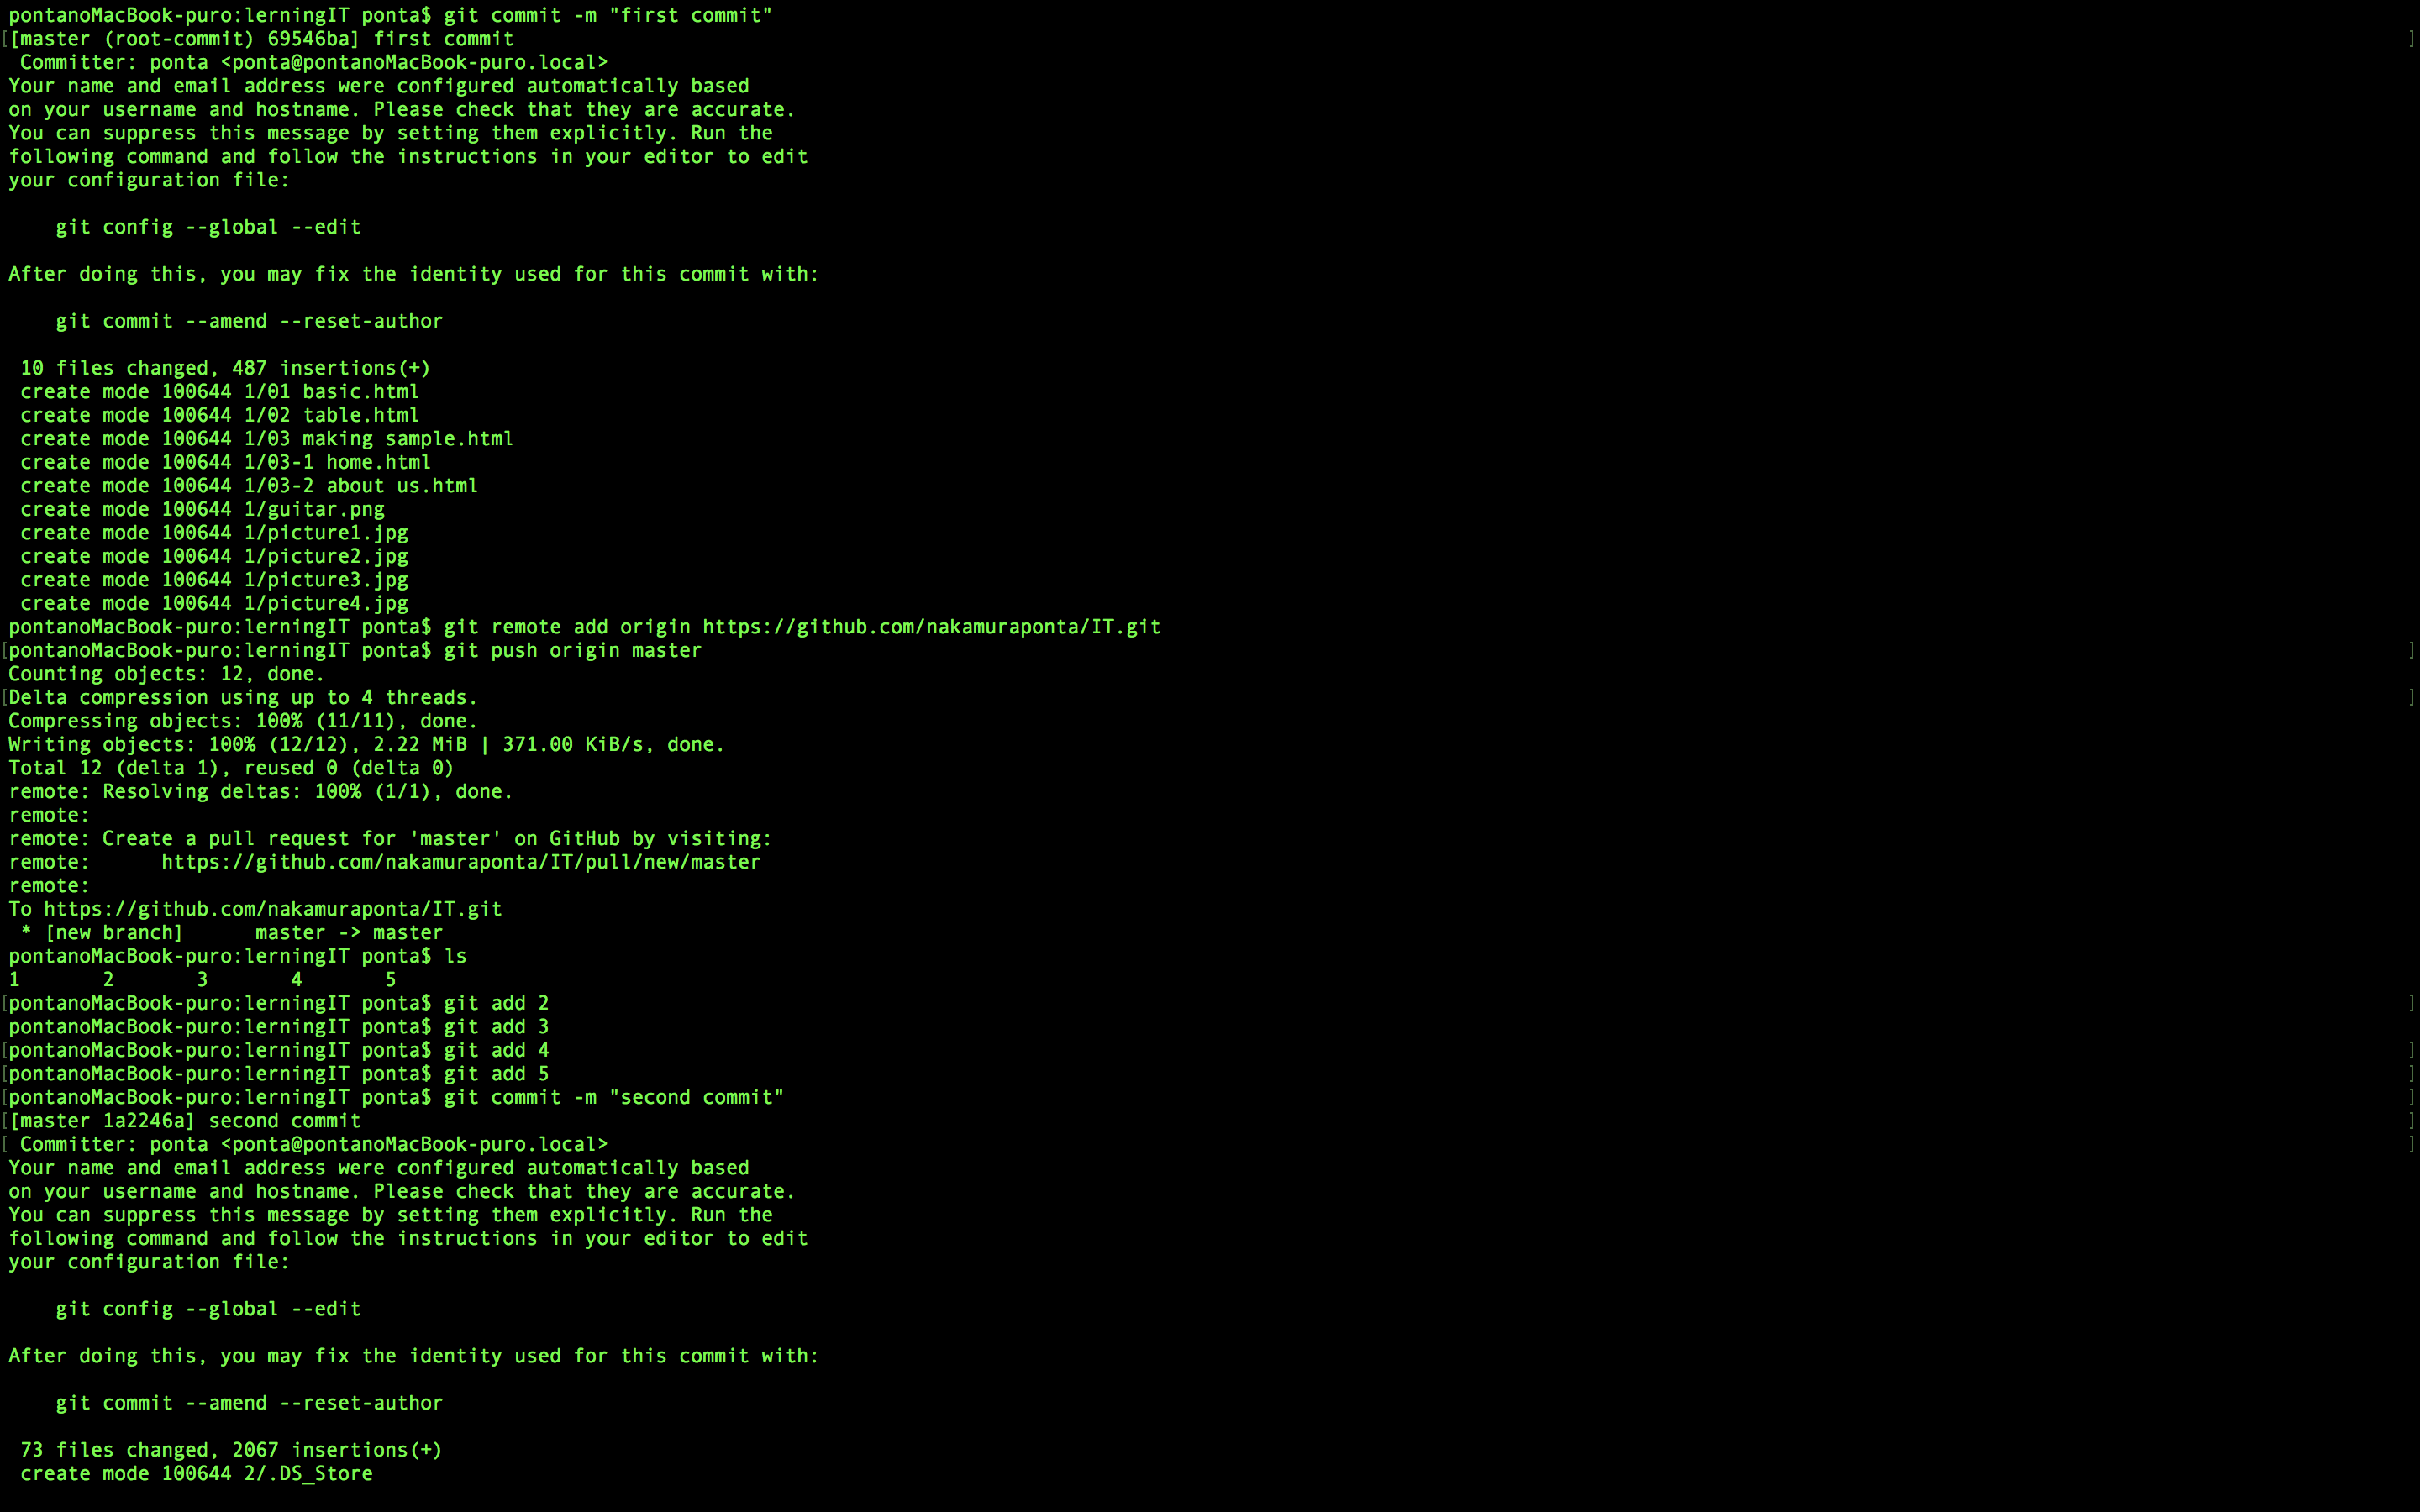 pontanoMacBook-puro:lerningIT ponta$ git commit -m "first commit"
[[master (root-commit) 69546ba] first commit ]
 Committer: ponta <ponta@pontanoMacBook-puro.local>
Your name and email address were configured automatically based
on your username and hostname. Please check that they are accurate.
You can suppress this message by setting them explicitly. Run the
following command and follow the instructions in your editor to edit
your configuration file:
    git config --global --edit
After doing this, you may fix the identity used for this commit with:
    git commit --amend --reset-author
 10 files changed, 487 insertions(+)
 create mode 100644 1/01 basic.html
 create mode 100644 1/02 table.html
 create mode 100644 1/03 making sample.html
 create mode 100644 1/03-1 home.html
 create mode 100644 1/03-2 about us.html
 create mode 100644 1/guitar.png
 create mode 100644 1/picture1.jpg
 create mode 100644 1/picture2.jpg
 create mode 100644 1/picture3.jpg
 create mode 100644 1/picture4.jpg
pontanoMacBook-puro:lerningIT ponta$ git remote add origin https://github.com/nakamuraponta/IT.git
[pontanoMacBook-puro:lerningIT ponta$ git push origin master ]
Counting objects: 12, done.
[Delta compression using up to 4 threads. ]
Compressing objects: 100% (11/11), done.
Writing objects: 100% (12/12), 2.22 MiB | 371.00 KiB/s, done.
Total 12 (delta 1), reused 0 (delta 0)
remote: Resolving deltas: 100% (1/1), done.
remote:
remote: Create a pull request for 'master' on GitHub by visiting:
remote:      https://github.com/nakamuraponta/IT/pull/new/master
remote:
To https://github.com/nakamuraponta/IT.git
 * [new branch]      master -> master
pontanoMacBook-puro:lerningIT ponta$ ls
1       2       3       4       5
[pontanoMacBook-puro:lerningIT ponta$ git add 2 ]
pontanoMacBook-puro:lerningIT ponta$ git add 3
[pontanoMacBook-puro:lerningIT ponta$ git add 4 ]
[pontanoMacBook-puro:lerningIT ponta$ git add 5 ]
[pontanoMacBook-puro:lerningIT ponta$ git commit -m "second commit" ]
[[master 1a2246a] second commit ]
[ Committer: ponta <ponta@pontanoMacBook-puro.local> ]
Your name and email address were configured automatically based
on your username and hostname. Please check that they are accurate.
You can suppress this message by setting them explicitly. Run the
following command and follow the instructions in your editor to edit
your configuration file:
    git config --global --edit
After doing this, you may fix the identity used for this commit with:
    git commit --amend --reset-author
 73 files changed, 2067 insertions(+)
 create mode 100644 2/.DS_Store